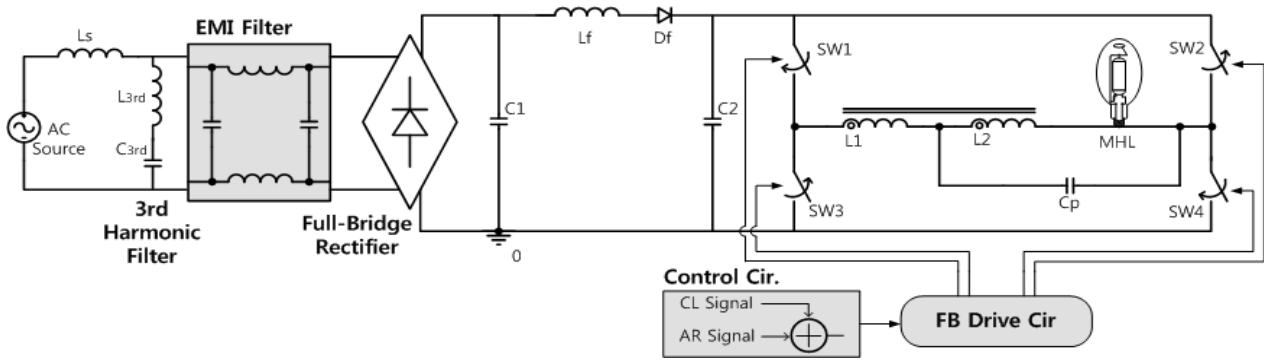 EMI Filter
Ls
L3rd
AC
Source
C3rd
3rd
Harmonic
Filter
Full-Bridge
Rectifier
C1
0
Lf
Df
C2
SW1
SW2
L1
L2
MHL
Cp
SW3
SW4
Control Cir.
CL Signal
AR Signal
FB Drive Cir